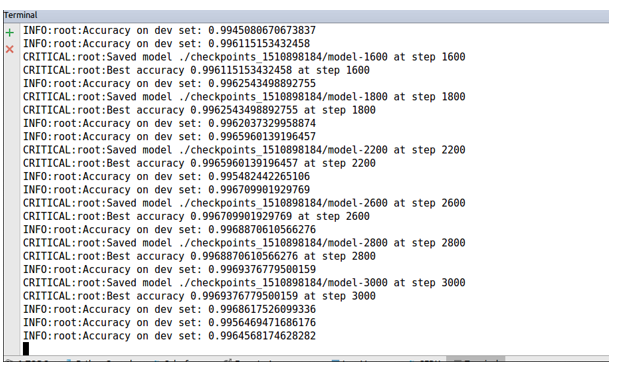 Terminal
INFO:root:Accuracy on dev set: 0.9945080670673837
INFO:root:Accuracy on dev set: 0.996115153432458
CRITICAL:root:Saved model ./checkpoints_1510898184/model-1600 at step 1600
CRITICAL:root:Best accuracy 0.996115153432458 at step 1600
INFO:root:Accuracy on dev set: 0.9962543498892755
CRITICAL:root:Saved model ./checkpoints_1510898184/model-1800 at step 1800
CRITICAL:root:Best accuracy 0.9962543498892755 at step 1800
INFO:root:Accuracy on dev set: 0.9962037329958874
INFO:root:Accuracy on dev set: 0.9965960139196457
CRITICAL:root:Saved model ./checkpoints_1510898184/model-2200 at step 2200
CRITICAL:root:Best accuracy 0.9965960139196457 at step 2200
INFO:root:Accuracy on dev set: 0.995482442265106
INFO:root:Accuracy on dev set: 0.996709901929769
CRITICAL:root:Saved model ./checkpoints_1510898184/model-2600 at step 2600
CRITICAL:root:Best accuracy 0.996709901929769 at step 2600
INFO:root:Accuracy on dev set: 0.9968870610566276
CRITICAL:root:Saved model ./checkpoints_1510898184/model-2800 at step 2800
CRITICAL:root:Best accuracy 0.9968870610566276 at step 2800
INFO:root:Accuracy on dev set: 0.9969376779500159
CRITICAL:root:Saved model ./checkpoints_1510898184/model-3000 at step 3000
CRITICAL:root:Best accuracy 0.9969376779500159 at step 3000
INFO:root:Accuracy on dev set: 0.9968617526099336
INFO:root:Accuracy on dev set: 0.9956469471686176
INFO:root:Accuracy on dev set: 0.9964568174628282